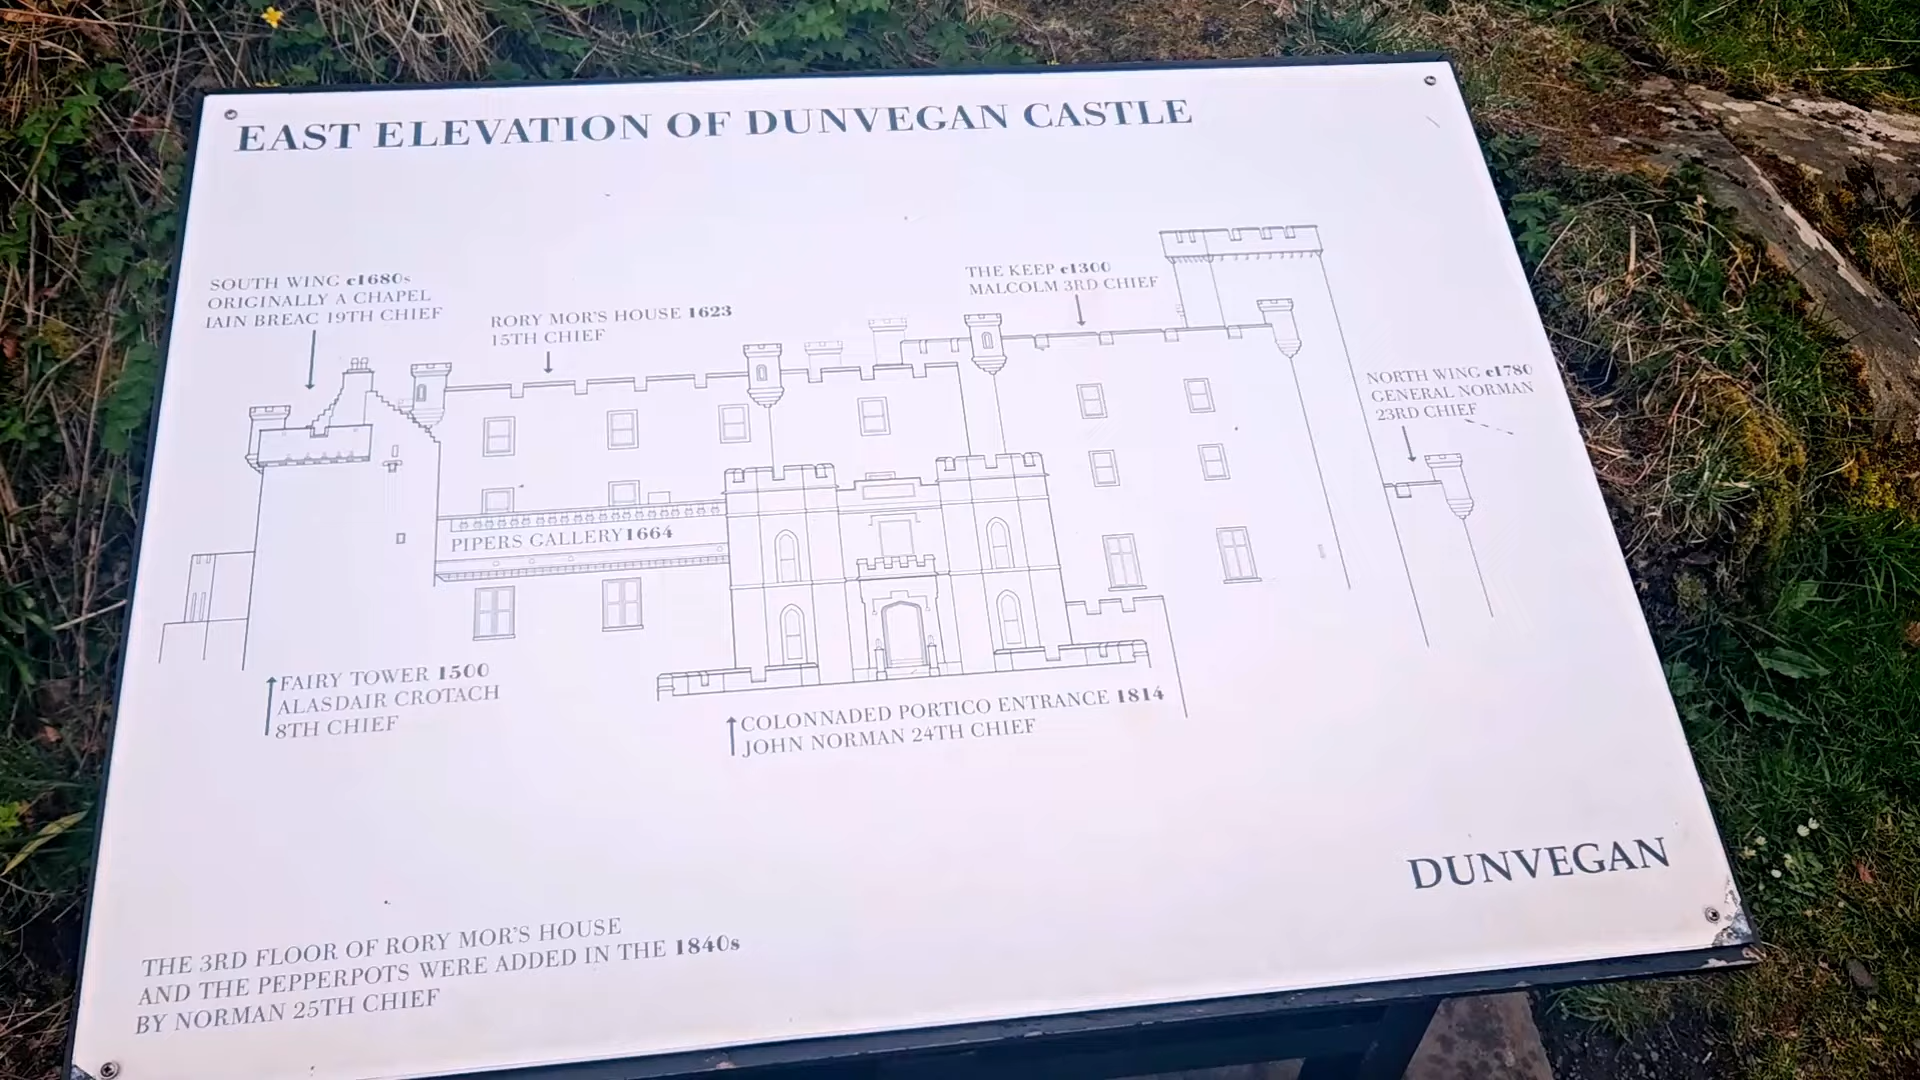 EAST ELEVATION OF DUNVEGAN CASTLE
SOUTH WING c1680s
ORIGINALLY A CHAPEL
IAIN BREAC 19TH CHIEF
RORY MOR'S HOUSE 1623
15TH CHIEF
THE KEEP c1300
MALCOLM 3RD CHIEF
NORTH WING c1780
GENERAL NORMAN
23RD CHIEF
PIPERS GALLERY 1664
FAIRY TOWER 1500
ALASDAIR CROTACH
8TH CHIEF
COLONNADED PORTICO ENTRANCE 1814
JOHN NORMAN 24TH CHIEF
DUNVEGAN
THE 3RD FLOOR OF RORY MOR'S HOUSE
AND THE PEPPERPOTS WERE ADDED IN THE 1840s
BY NORMAN 25TH CHIEF